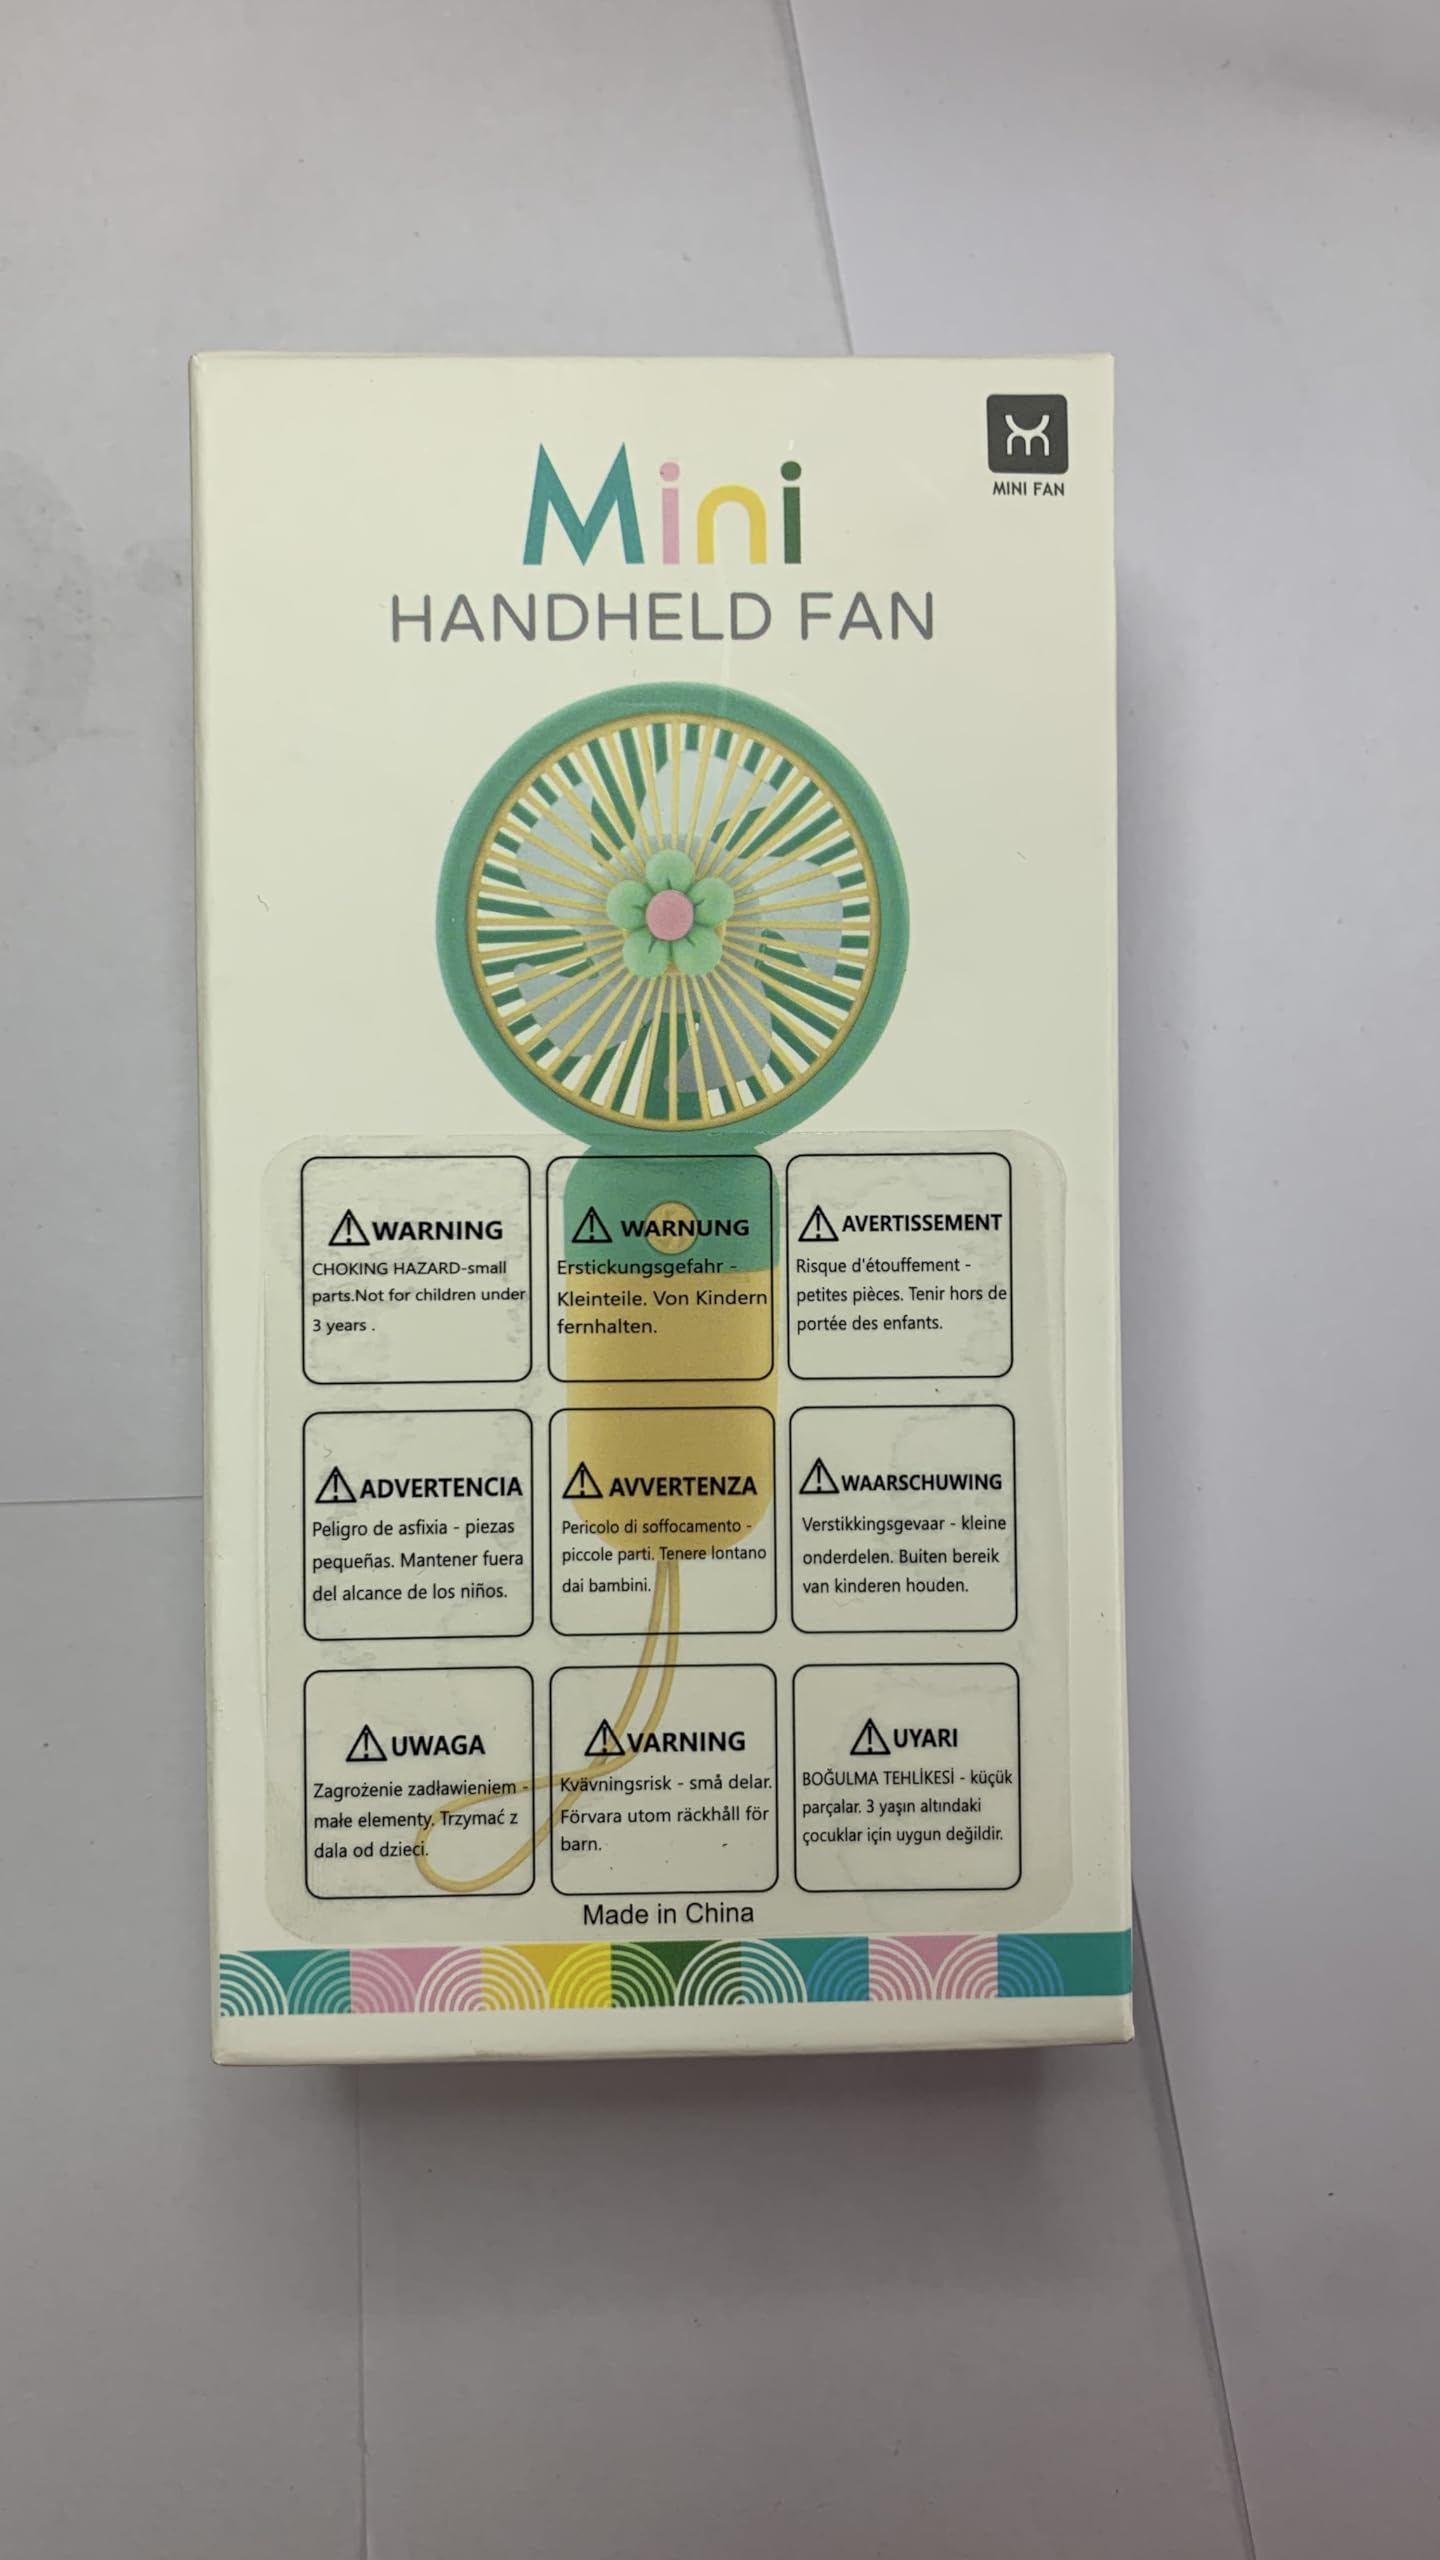 MINI FAN
Mini
HANDHELD FAN
⚠WARNING
CHOKING HAZARD-small
parts.Not for children under
3 years .
⚠ WARNUNG
Erstickungsgefahr -
Kleinteile. Von Kindern
fernhalten.
⚠AVERTISSEMENT
Risque d'étouffement -
petites pièces. Tenir hors de
portée des enfants.
⚠ADVERTENCIA
Peligro de asfixia - piezas
pequeñas. Mantener fuera
del alcance de los niños.
⚠ AVVERTENZA
Pericolo di soffocamento -
piccole parti. Tenere lontano
dai bambini.
⚠WAARSCHUWING
Verstikkingsgevaar - kleine
onderdelen. Buiten bereik
van kinderen houden.
⚠UWAGA
Zagrożenie zadławieniem -
małe elementy. Trzymać z
dala od dzieci.
⚠VARNING
Kvävningsrisk - små delar.
Förvara utom räckhåll för
barn.
⚠UYARI
BOĞULMA TEHLİKESİ - küçük
parçalar. 3 yaşın altındaki
çocuklar için uygun değildir.
Made in China